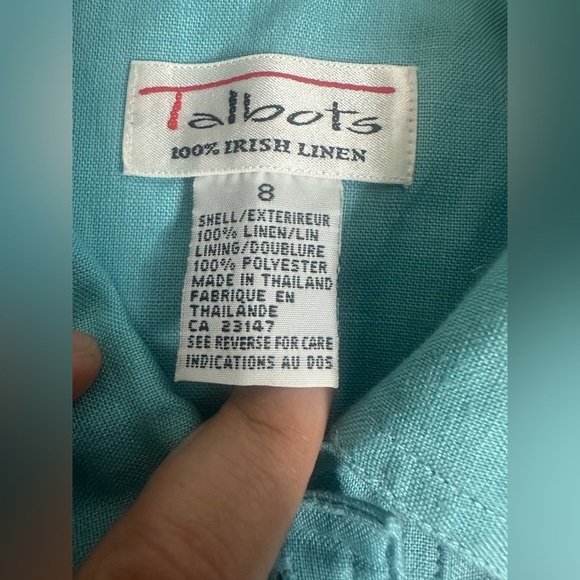 Talbots
100% IRISH LINEN
8
SHELL/EXTERIREUR
100% LINEN/LIN
LINING/DOUBLURE
100% POLYESTER
MADE IN THAILAND
FABRIQUE EN
THAILANDE
CA 23147
SEE REVERSE FOR CARE
INDICATIONS AU DOS